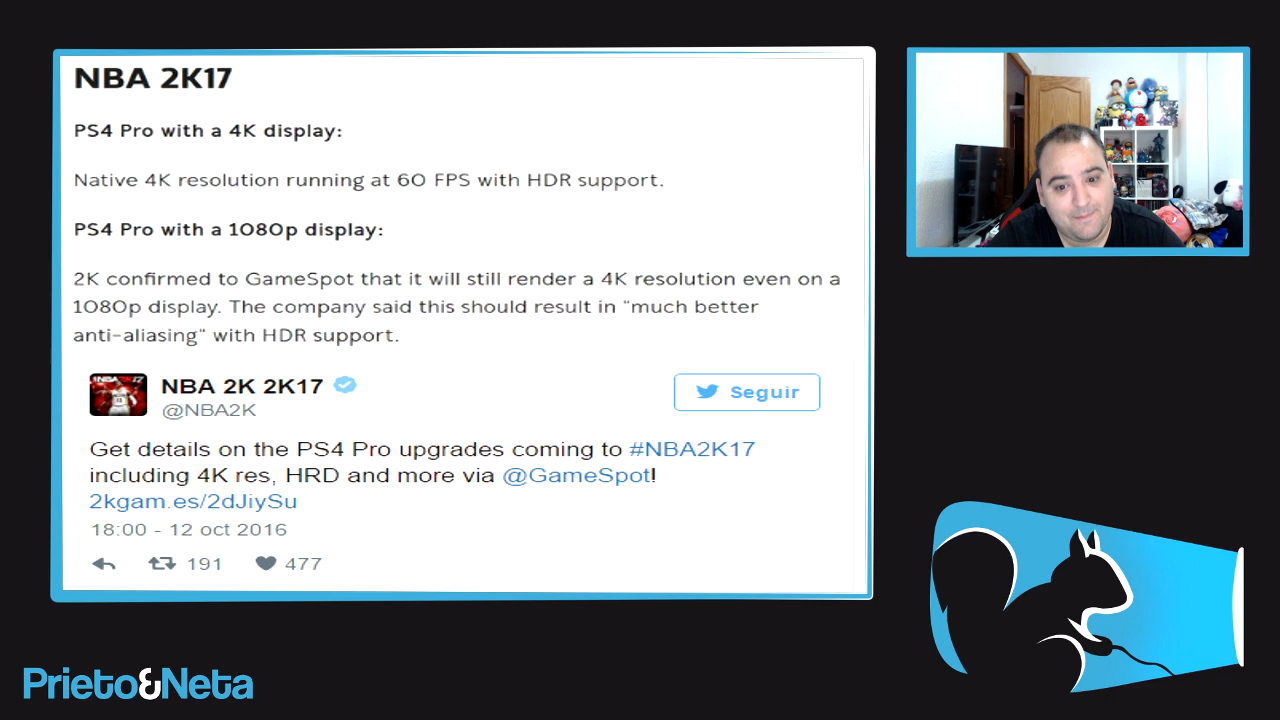 NBA 2K17
PS4 Pro with a 4K display:
Native 4K resolution running at 60 FPS with HDR support.
PS4 Pro with a 1080p display:
2K confirmed to GameSpot that it will still render a 4K resolution even on a
1080p display. The company said this should result in "much better
anti-aliasing" with HDR support.
NBA 2K 2K17
@NBA2K
Seguir
Get details on the PS4 Pro upgrades coming to #NBA2K17
including 4K res, HRD and more via @GameSpot!
2kgam.es/2dJiySu
18:00 - 12 oct 2016
191 477
Prieto&Neta